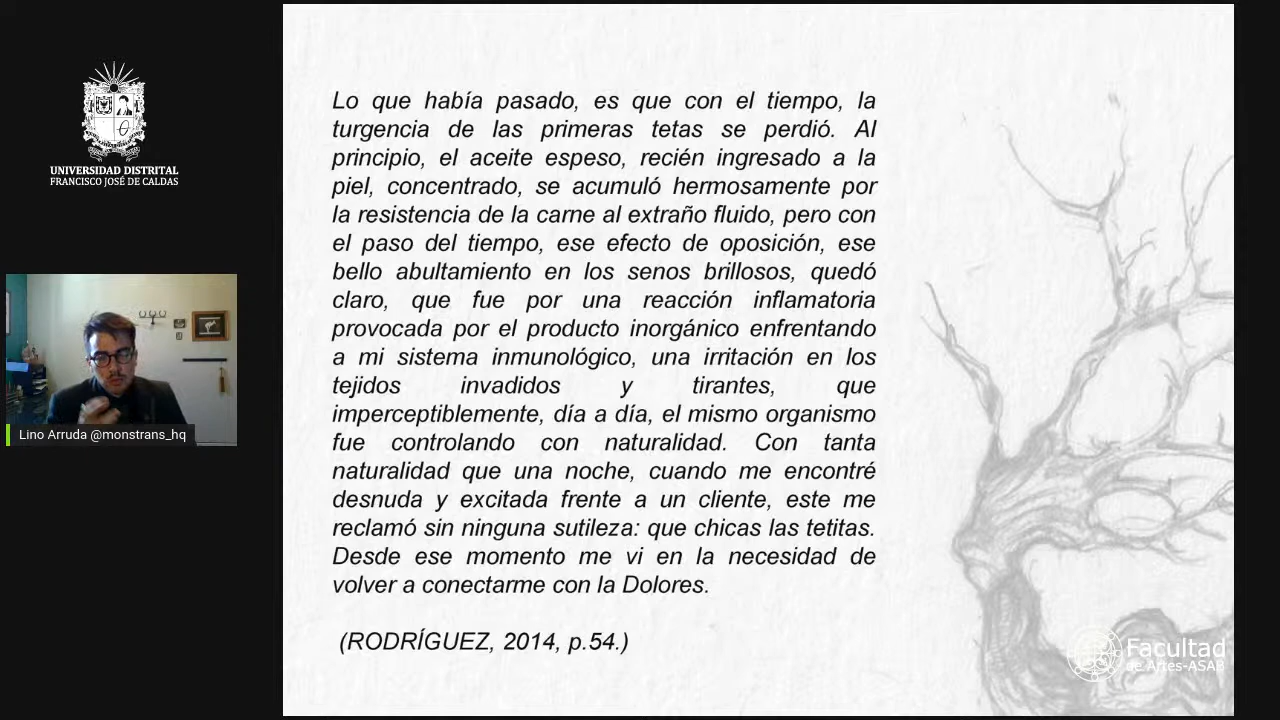 UNIVERSIDAD DISTRITAL
FRANCISCO JOSÉ DE CALDAS
Lino Arruda @monstrans_hq
Lo que había pasado, es que con el tiempo, la
turgencia de las primeras tetas se perdió. Al
principio, el aceite espeso, recién ingresado a la
piel, concentrado, se acumuló hermosamente por
la resistencia de la carne al extraño fluido, pero con
el paso del tiempo, ese efecto de oposición, ese
bello abultamiento en los senos brillosos, quedó
claro, que fue por una reacción inflamatoria
provocada por el producto inorgánico enfrentando
a mi sistema inmunológico, una irritación en los
tejidos invadidos y tirantes, que
imperceptiblemente, día a día, el mismo organismo
fue controlando con naturalidad. Con tanta
naturalidad que una noche, cuando me encontré
desnuda y excitada frente a un cliente, este me
reclamó sin ninguna sutileza: que chicas las tetitas.
Desde ese momento me vi en la necesidad de
volver a conectarme con la Dolores.
(RODRÍGUEZ, 2014, p.54.)
Facultad
de Artes-ASAB